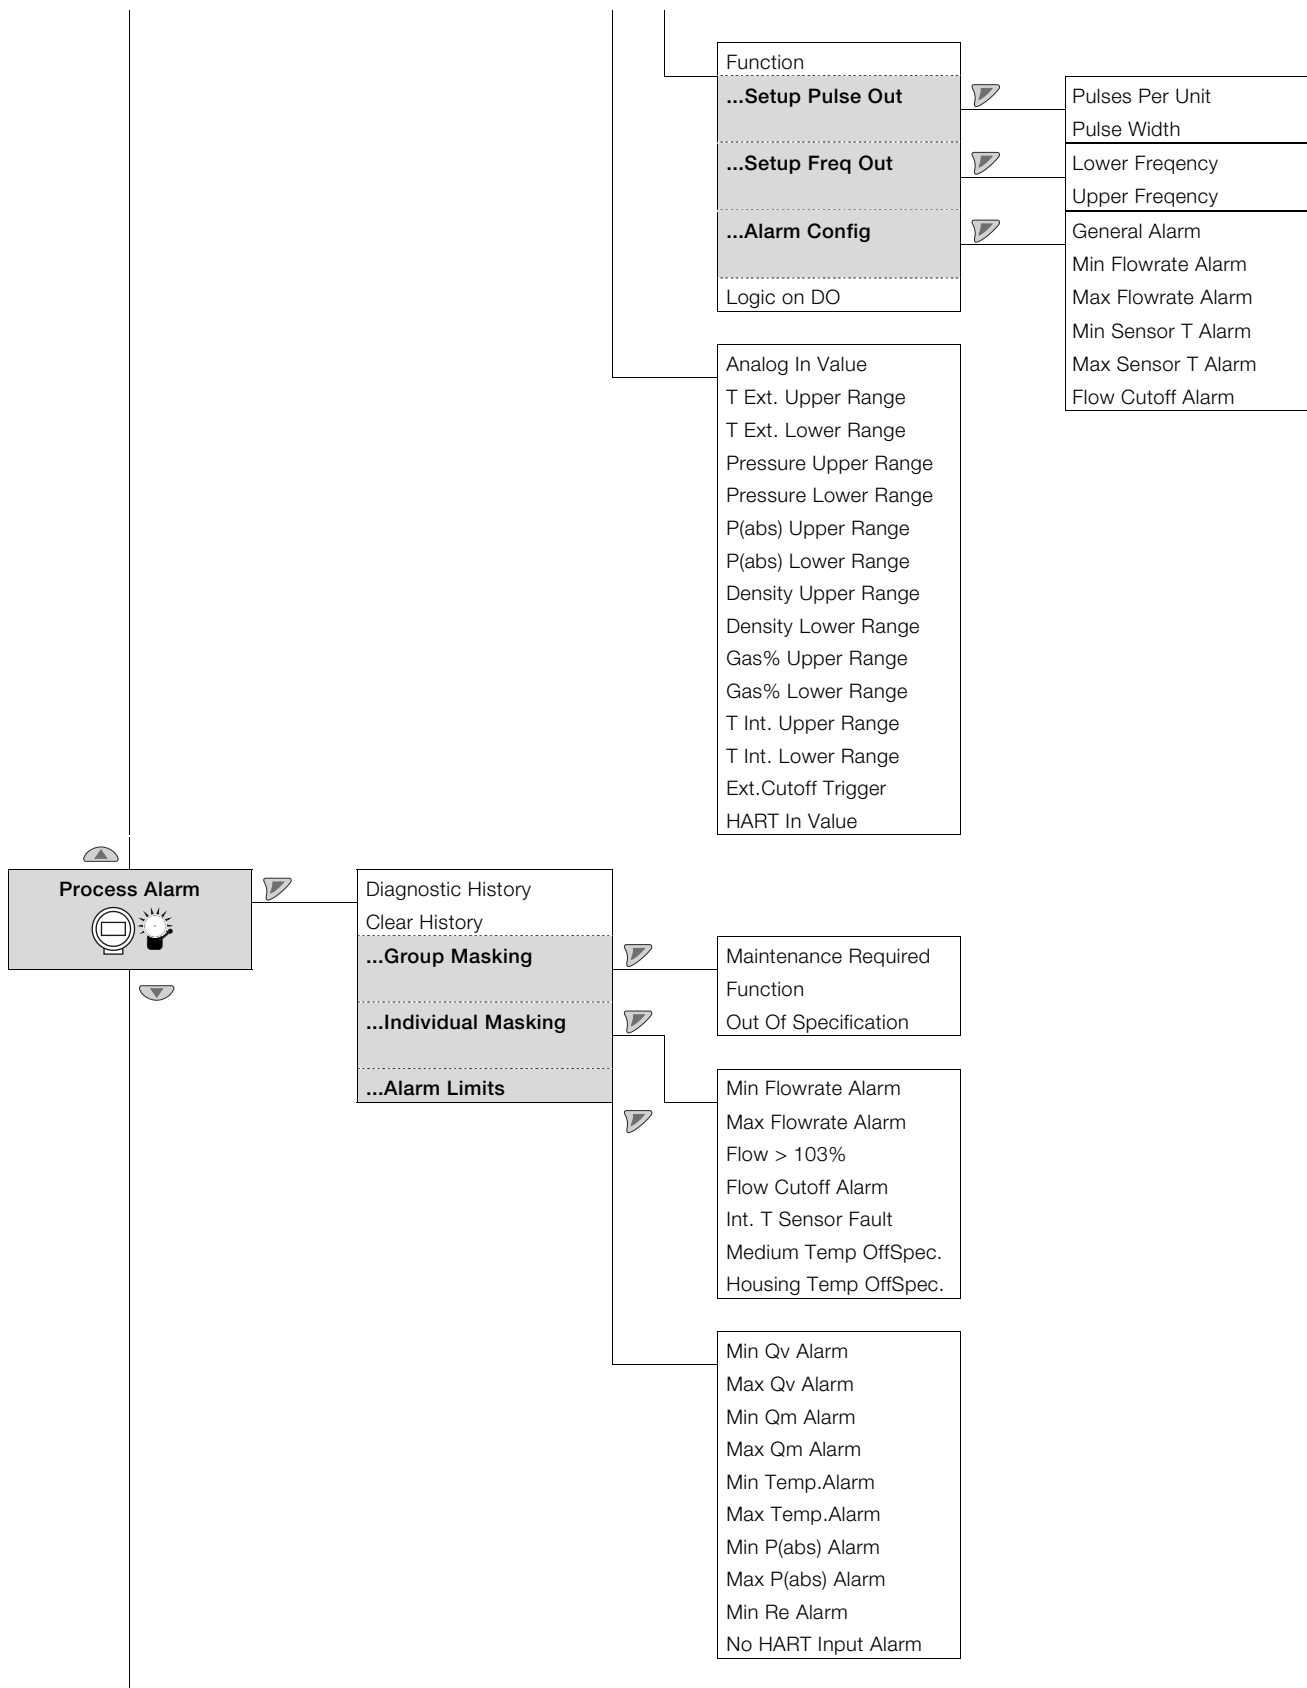 Function
...Setup Pulse Out
Pulses Per Unit
Pulse Width
...Setup Freq Out
Lower Freqency
Upper Freqency
...Alarm Config
General Alarm
Min Flowrate Alarm
Max Flowrate Alarm
Min Sensor T Alarm
Max Sensor T Alarm
Flow Cutoff Alarm
Logic on DO
Analog In Value
T Ext. Upper Range
T Ext. Lower Range
Pressure Upper Range
Pressure Lower Range
P(abs) Upper Range
P(abs) Lower Range
Density Upper Range
Density Lower Range
Gas% Upper Range
Gas% Lower Range
T Int. Upper Range
T Int. Lower Range
Ext.Cutoff Trigger
HART In Value
Process Alarm
Diagnostic History
Clear History
...Group Masking
Maintenance Required
Function
Out Of Specification
...Individual Masking
...Alarm Limits
Min Flowrate Alarm
Max Flowrate Alarm
Flow > 103%
Flow Cutoff Alarm
Int. T Sensor Fault
Medium Temp OffSpec.
Housing Temp OffSpec.
Min Qv Alarm
Max Qv Alarm
Min Qm Alarm
Max Qm Alarm
Min Temp.Alarm
Max Temp.Alarm
Min P(abs) Alarm
Max P(abs) Alarm
Min Re Alarm
No HART Input Alarm